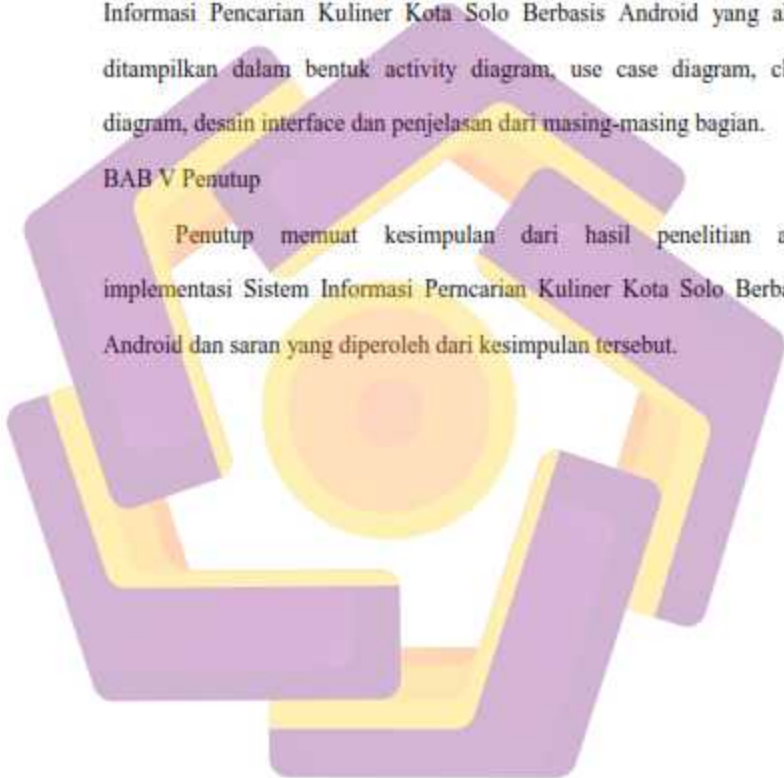 Informasi Pencarian Kuliner Kota Solo Berbasis Android yang a
ditampilkan dalam bentuk activity diagram, use case diagram, cl
diagram, desain interface dan penjelasan dari masing-masing bagian.
BAB V Penutup
Penutup memuat kesimpulan dari hasil penelitian a
implementasi Sistem Informasi Perncarian Kuliner Kota Solo Berba
Android dan saran yang diperoleh dari kesimpulan tersebut.